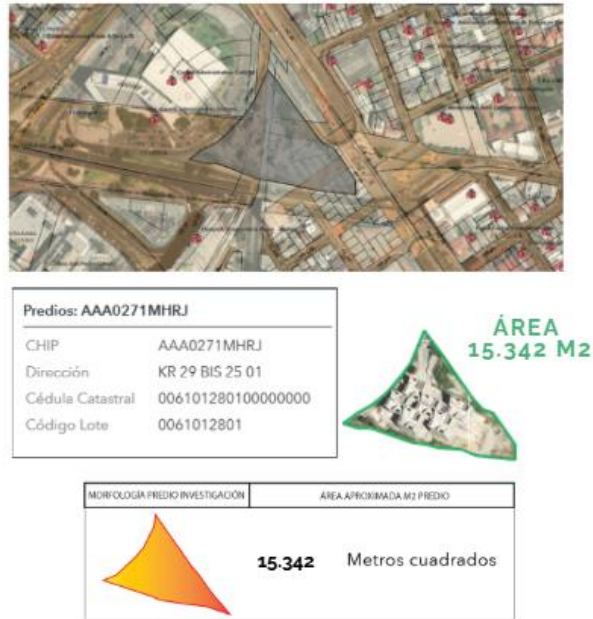 Predios: AAA0271MHRJ
CHIP AAA0271MHRJ
Dirección KR 29 BIS 25 01
Cédula Catastral 006101280100000000
Código Lote 0061012801
ÁREA
15.342 M2
MORFOLOGÍA PREDIO INVESTIGACIÓN ÁREA APROXIMADA M2 PREDIO
15.342 Metros cuadrados